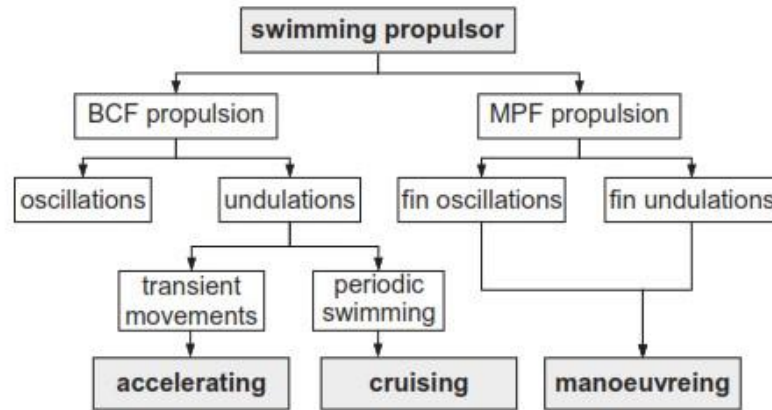 swimming propulsor
BCF propulsion
MPF propulsion
oscillations
undulations
fin oscillations
fin undulations
transient
movements
periodic
swimming
accelerating
cruising
manoeuvreing